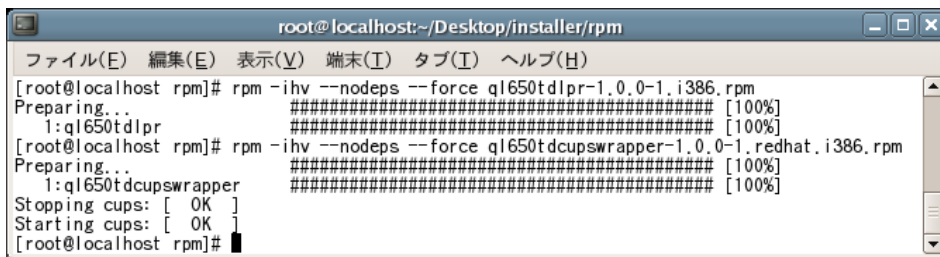 root@localhost:~/Desktop/installer/rpm
ファイル(F) 編集(E) 表示(V) 端末(T) タブ(T) ヘルプ(H)
[root@localhost rpm]# rpm -ihv --nodeps --force ql650tdlpr-1.0.0-1.i386.rpm
Preparing... ########################################### [100%]
1:ql650tdlpr ########################################### [100%]
[root@localhost rpm]# rpm -ihv --nodeps --force ql650tdcupswrapper-1.0.0-1.redhat.i386.rpm
Preparing... ########################################### [100%]
1:ql650tdcupswrapper ########################################### [100%]
Stopping cups: [ OK ]
Starting cups: [ OK ]
[root@localhost rpm]#